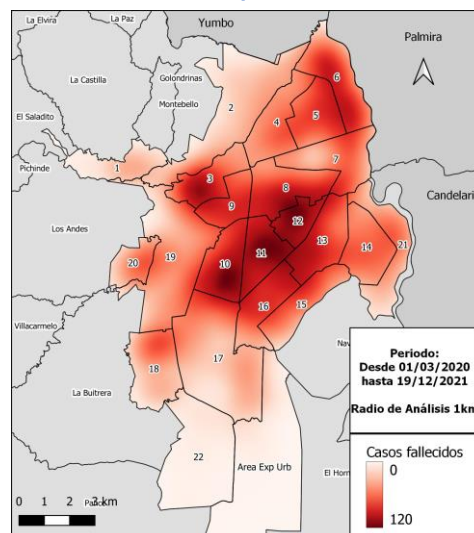 La Elvira
La Paz
Yumbo
Palmira
La Castilla
Golondrinas
Montebello
El Saladito
Pichinde
Los Andes
Candelari
Villacarmelo
La Buitrera
Nav
El Horm
Area Exp Urb
1
2
3
4
5
6
7
8
9
10
11
12
13
14
15
16
17
18
19
20
21
22
Periodo:
Desde 01/03/2020
hasta 19/12/2021
Radio de Análisis 1km
Casos fallecidos
0
120
0 1 2 3 km